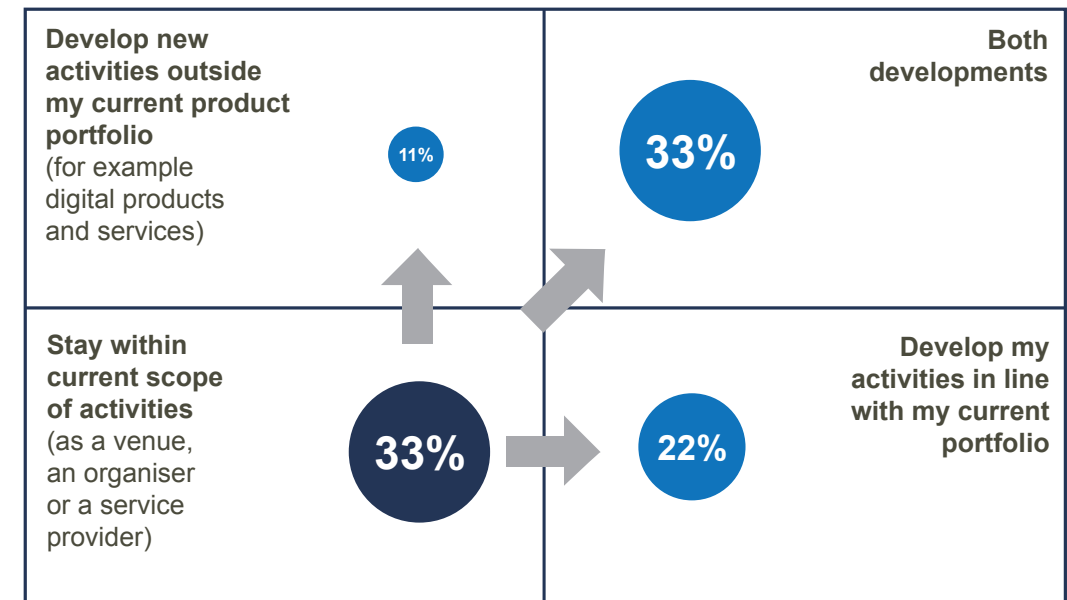 Develop new
activities outside
my current product
portfolio
(for example
digital products
and services)
11%
Both
developments
33%
Stay within
current scope
of activities
(as a venue,
an organiser
or a service
provider)
33%
Develop my
activities in line
with my current
portfolio
22%